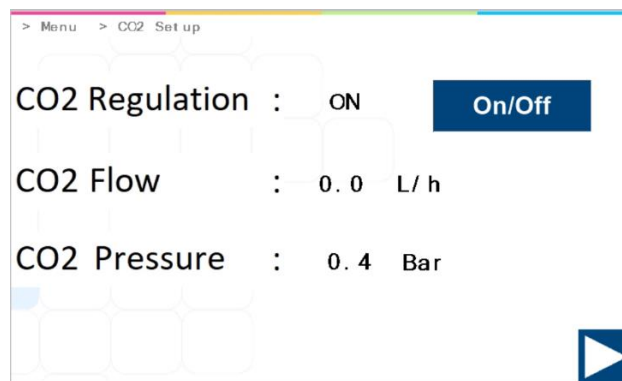 > Menu > CO2 Set up
CO2 Regulation : ON On/Off
CO2 Flow : 0.0 L/h
CO2 Pressure : 0.4 Bar